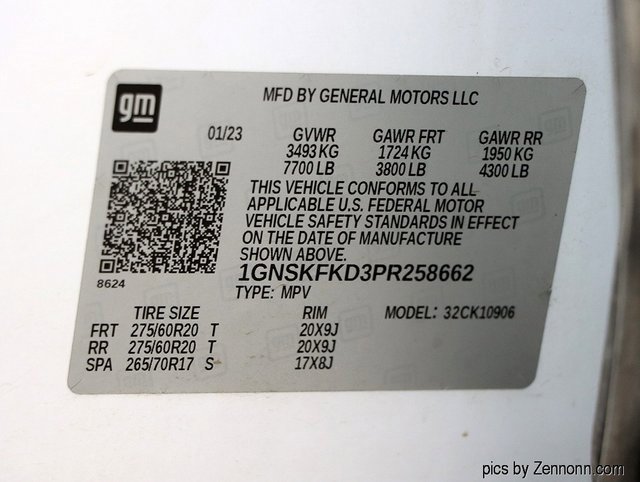 gm
MFD BY GENERAL MOTORS LLC
01/23 GVWR GAWR FRT GAWR RR
3493 KG 1724 KG 1950 KG
7700 LB 3800 LB 4300 LB
THIS VEHICLE CONFORMS TO ALL
APPLICABLE U.S. FEDERAL MOTOR
VEHICLE SAFETY STANDARDS IN EFFECT
ON THE DATE OF MANUFACTURE
SHOWN ABOVE.
1GNSKFKD3PR258662
8624
TYPE: MPV
TIRE SIZE RIM MODEL: 32CK10906
FRT 275/60R20 T 20X9J
RR 275/60R20 T 20X9J
SPA 265/70R17 S 17X8J
pics by Zennonn.com